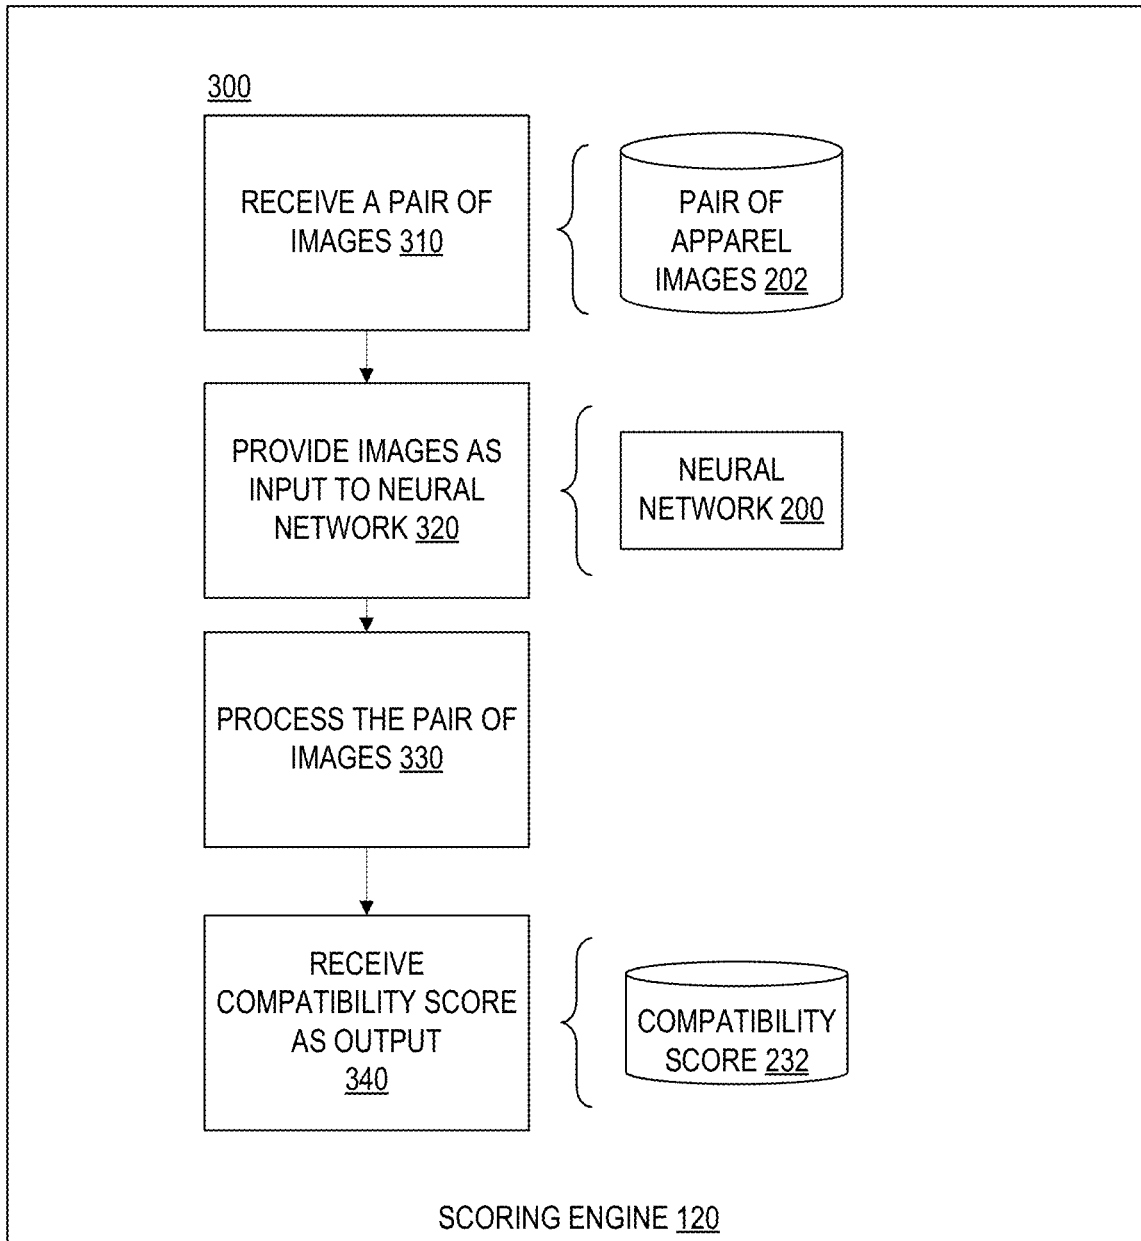 300
RECEIVE A PAIR OF
IMAGES 310
PAIR OF
APPAREL
IMAGES 202
PROVIDE IMAGES AS
INPUT TO NEURAL
NETWORK 320
NEURAL
NETWORK 200
PROCESS THE PAIR OF
IMAGES 330
RECEIVE
COMPATIBILITY SCORE
AS OUTPUT
340
COMPATIBILITY
SCORE 232
SCORING ENGINE 120